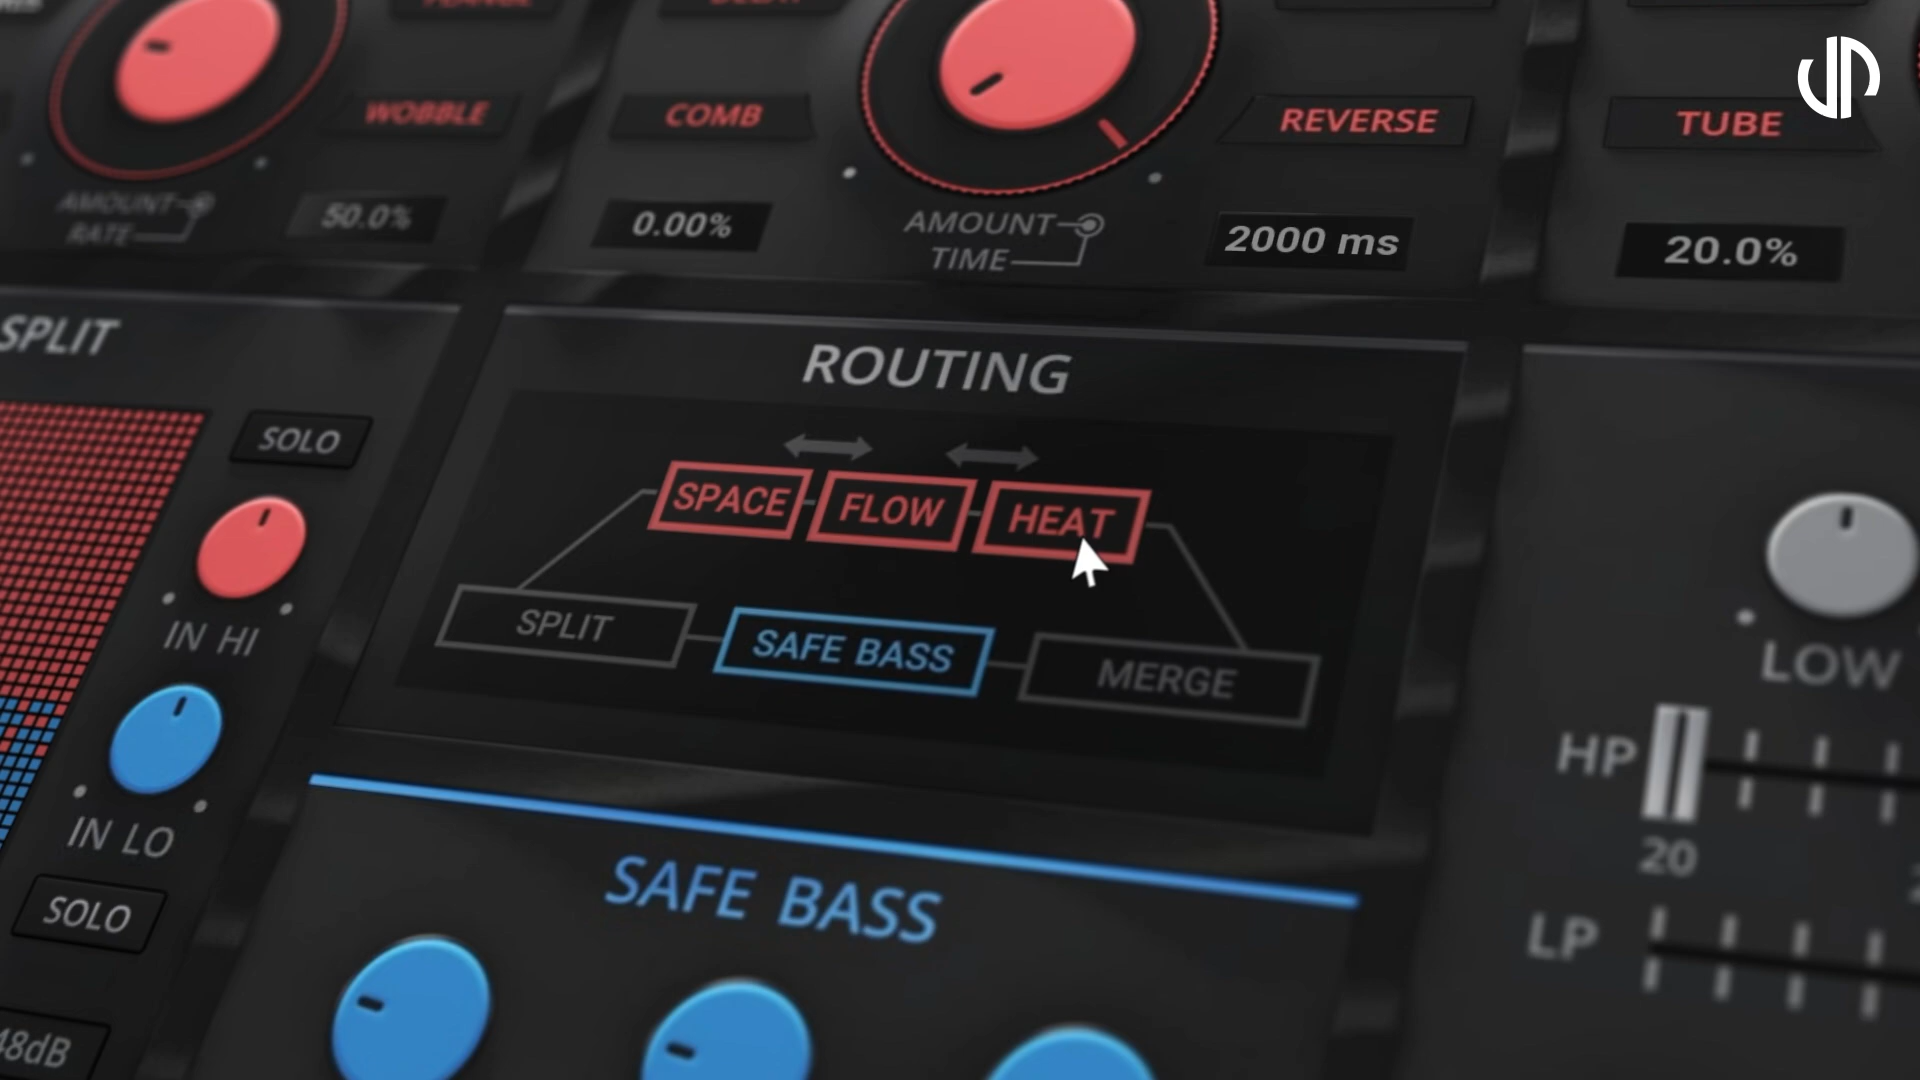 FLANGE
DELAY
WOBBLE
COMB
REVERSE
TUBE
AMOUNT
RATE
50.0%
0.00%
AMOUNT
TIME
2000 ms
20.0%
SPLIT
ROUTING
SOLO
SPACE
FLOW
HEAT
IN HI
SPLIT
SAFE BASS
MERGE
LOW
HP
IN LO
20
SAFE BASS
SOLO
LP
48dB